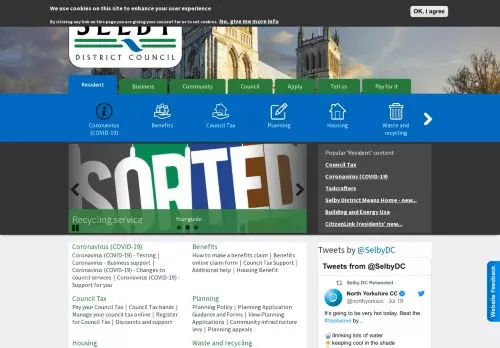 We use cookies on this site to enhance your user experience
By clicking any link on this page you are giving your consent for us to set cookies. No, give me more info
OK, I agree
SELBY
DISTRICT COUNCIL
Resident
Business
Community
Council
Apply
Tell us
Pay for it
Coronavirus (COVID-19)
Benefits
Council Tax
Planning
Housing
Waste and recycling
SORTED
Recycling service
Your guide
Popular 'Resident' content
Council Tax
Coronavirus (COVID-19)
Tadcrafters
Selby District Means Home - new...
Building and Energy Use
CitizenLink (residents' new...
Coronavirus (COVID-19)
Coronavirus (COVID-19) - Testing |
Coronavirus - Business support |
Coronavirus (COVID-19) - Changes to
council services | Coronavirus (COVID-19) -
Support for you
Benefits
How to make a benefits claim | Benefits
online claim form | Council Tax Support |
Additional help | Housing Benefit
Council Tax
Pay your Council Tax | Council Tax bands |
Manage your council tax online | Register
for Council Tax | Discounts and support
Planning
Planning Policy | Planning Application
Guidance and Forms | View Planning
Applications | Community infrastructure
levy | Planning appeals
Housing
Waste and recycling
Tweets by @SelbyDC
Tweets from @SelbyDC
Selby DC Retweeted
North Yorkshire CC
@northyorkscc Jul 19
It's going to be very hot today. Beat the
#heatwave by...
drinking lots of water
keeping cool in the shade
Website Feedback